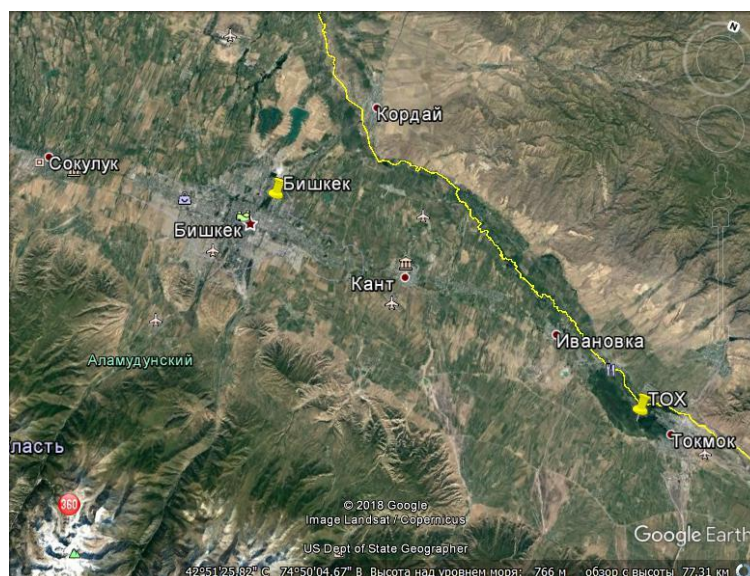 N
Кордай
Сокулук
Бишкек
Бишкек
Кант
Ивановка
Аламудунский
ТОХ
Токмок
ласть
360
© 2018 Google
Image Landsat / Copernicus
US Dept of State Geographer
Google Earth
42°51'25.82" С 74°50'04.67" В Высота над уровнем моря: 766 м обзор с высоты 77.31 км